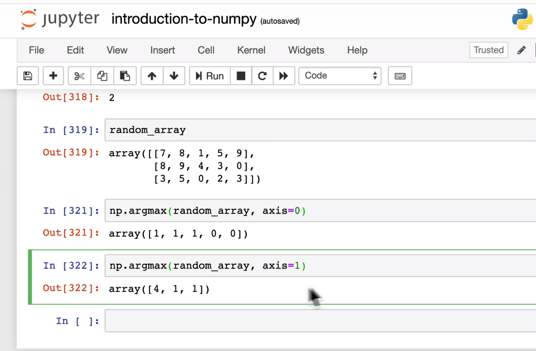 jupyter introduction-to-numpy (autosaved)
File Edit View Insert Cell Kernel Widgets Help Trusted
Run Code
Out[318]: 2
In [319]: random_array
Out[319]: array([[7, 8, 1, 5, 9],
[8, 9, 4, 3, 0],
[3, 5, 0, 2, 3]])
In [321]: np.argmax(random_array, axis=0)
Out[321]: array([1, 1, 1, 0, 0])
In [322]: np.argmax(random_array, axis=1)
Out[322]: array([4, 1, 1])
In [ ]: